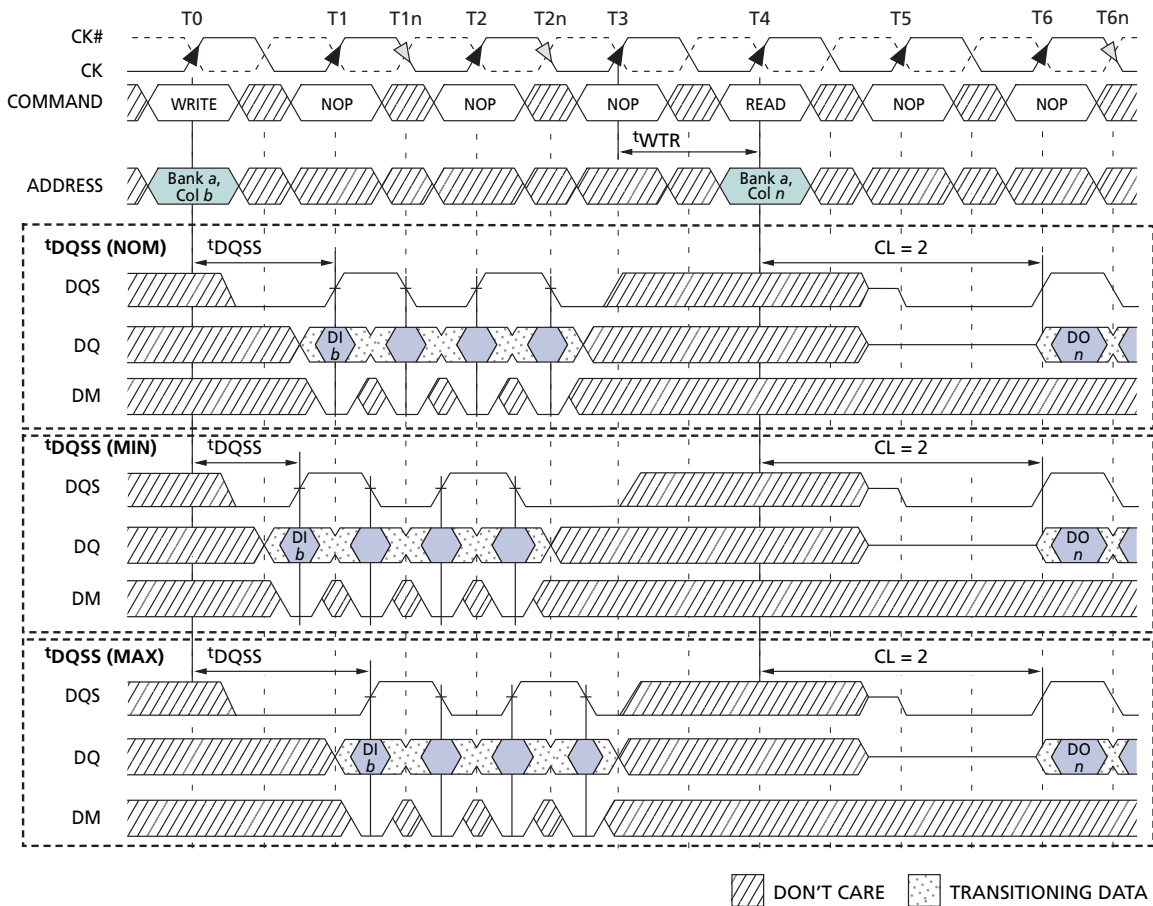 T0 T1 T1n T2 T2n T3 T4 T5 T6 T6n
CK#
CK
COMMAND WRITE NOP NOP NOP READ NOP NOP
tWTR
ADDRESS Bank a, Col b Bank a, Col n
tDQSS (NOM) tDQSS CL = 2
DQS
DQ DI b DO n
DM
tDQSS (MIN) tDQSS CL = 2
DQS
DQ DI b DO n
DM
tDQSS (MAX) tDQSS CL = 2
DQS
DQ DI b DO n
DM
DON'T CARE TRANSITIONING DATA